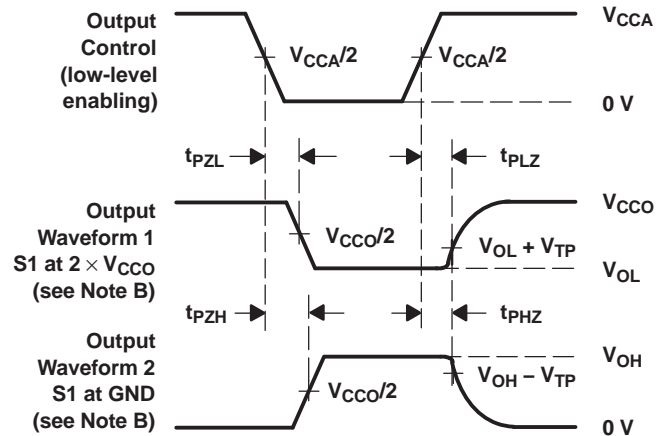 Output
Control
(low-level
enabling)
V_CCA/2
V_CCA/2
V_CCA
0 V
t_PZL
t_PLZ
Output
Waveform 1
S1 at 2 × V_CCO
(see Note B)
V_CCO/2
V_CCO
V_OL + V_TP
V_OL
t_PZH
t_PHZ
Output
Waveform 2
S1 at GND
(see Note B)
V_CCO/2
V_OH
V_OH – V_TP
0 V